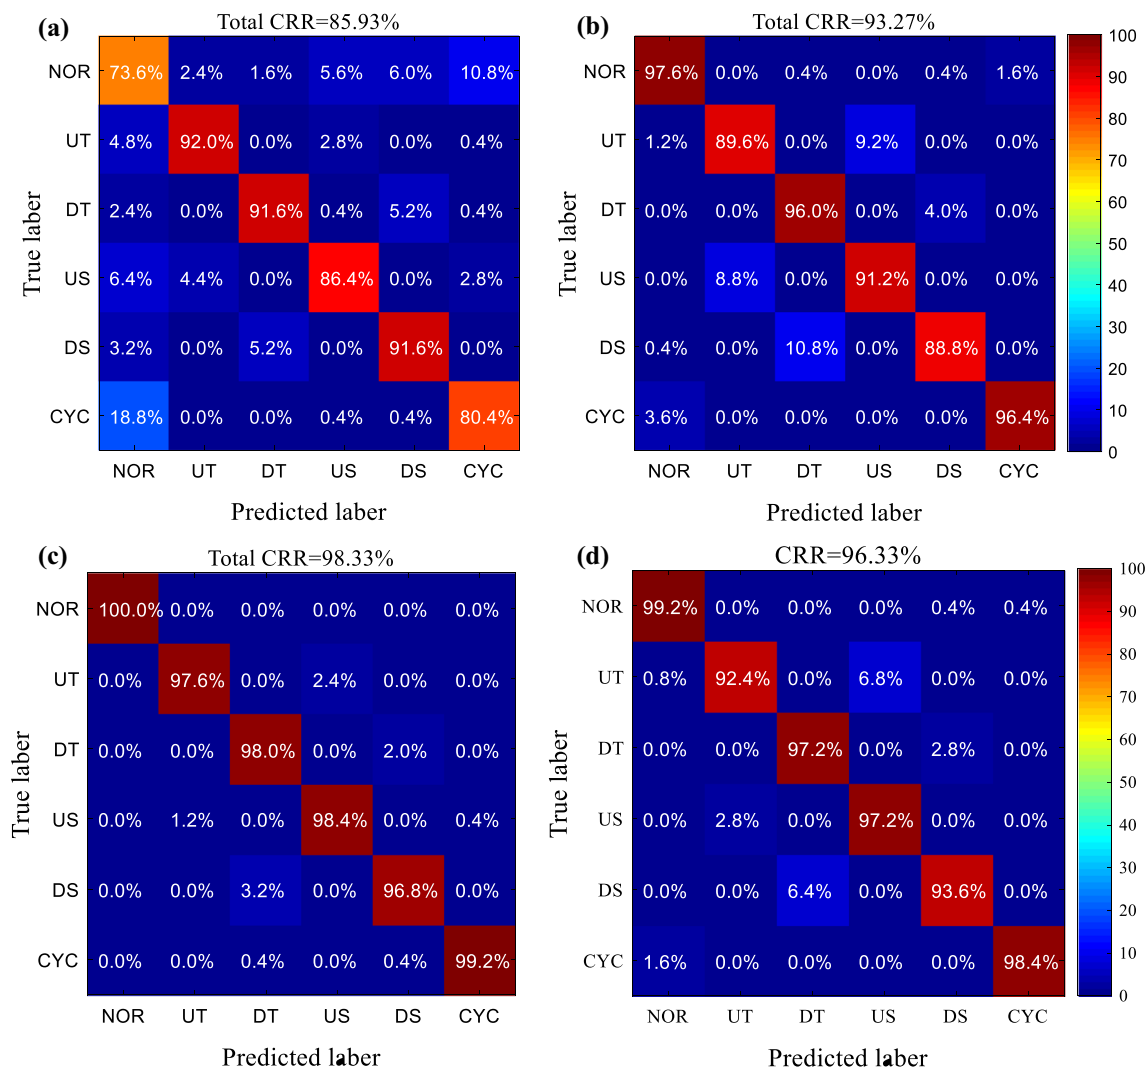 (a) Total CRR=85.93%
NOR 73.6% 2.4% 1.6% 5.6% 6.0% 10.8%
UT 4.8% 92.0% 0.0% 2.8% 0.0% 0.4%
DT 2.4% 0.0% 91.6% 0.4% 5.2% 0.4%
US 6.4% 4.4% 0.0% 86.4% 0.0% 2.8%
DS 3.2% 0.0% 5.2% 0.0% 91.6% 0.0%
CYC 18.8% 0.0% 0.0% 0.4% 0.4% 80.4%
NOR UT DT US DS CYC
True laber
Predicted laber
(b) Total CRR=93.27%
NOR 97.6% 0.0% 0.4% 0.0% 0.4% 1.6%
UT 1.2% 89.6% 0.0% 9.2% 0.0% 0.0%
DT 0.0% 0.0% 96.0% 0.0% 4.0% 0.0%
US 0.0% 8.8% 0.0% 91.2% 0.0% 0.0%
DS 0.4% 0.0% 10.8% 0.0% 88.8% 0.0%
CYC 3.6% 0.0% 0.0% 0.0% 0.0% 96.4%
NOR UT DT US DS CYC
True laber
Predicted laber
100
90
80
70
60
50
40
30
20
10
0
(c) Total CRR=98.33%
NOR 100.0% 0.0% 0.0% 0.0% 0.0% 0.0%
UT 0.0% 97.6% 0.0% 2.4% 0.0% 0.0%
DT 0.0% 0.0% 98.0% 0.0% 2.0% 0.0%
US 0.0% 1.2% 0.0% 98.4% 0.0% 0.4%
DS 0.0% 0.0% 3.2% 0.0% 96.8% 0.0%
CYC 0.0% 0.0% 0.4% 0.0% 0.4% 99.2%
NOR UT DT US DS CYC
True laber
Predicted laber
(d) CRR=96.33%
NOR 99.2% 0.0% 0.0% 0.0% 0.4% 0.4%
UT 0.8% 92.4% 0.0% 6.8% 0.0% 0.0%
DT 0.0% 0.0% 97.2% 0.0% 2.8% 0.0%
US 0.0% 2.8% 0.0% 97.2% 0.0% 0.0%
DS 0.0% 0.0% 6.4% 0.0% 93.6% 0.0%
CYC 1.6% 0.0% 0.0% 0.0% 0.0% 98.4%
NOR UT DT US DS CYC
True laber
Predicted laber
100
90
80
70
60
50
40
30
20
10
0